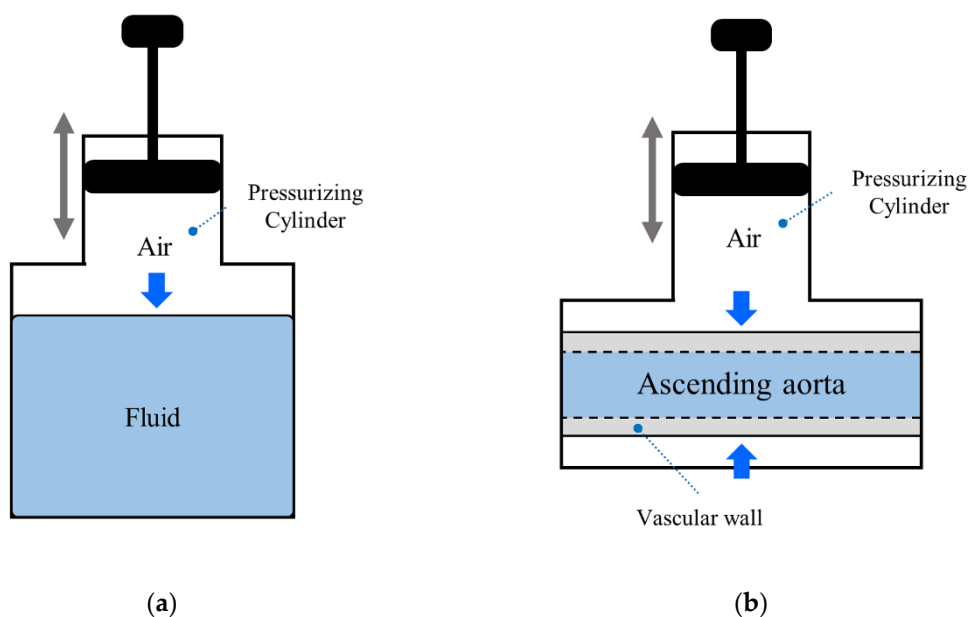 Pressurizing
Cylinder
Air
Fluid
(a)
Pressurizing
Cylinder
Air
Ascending aorta
Vascular wall
(b)